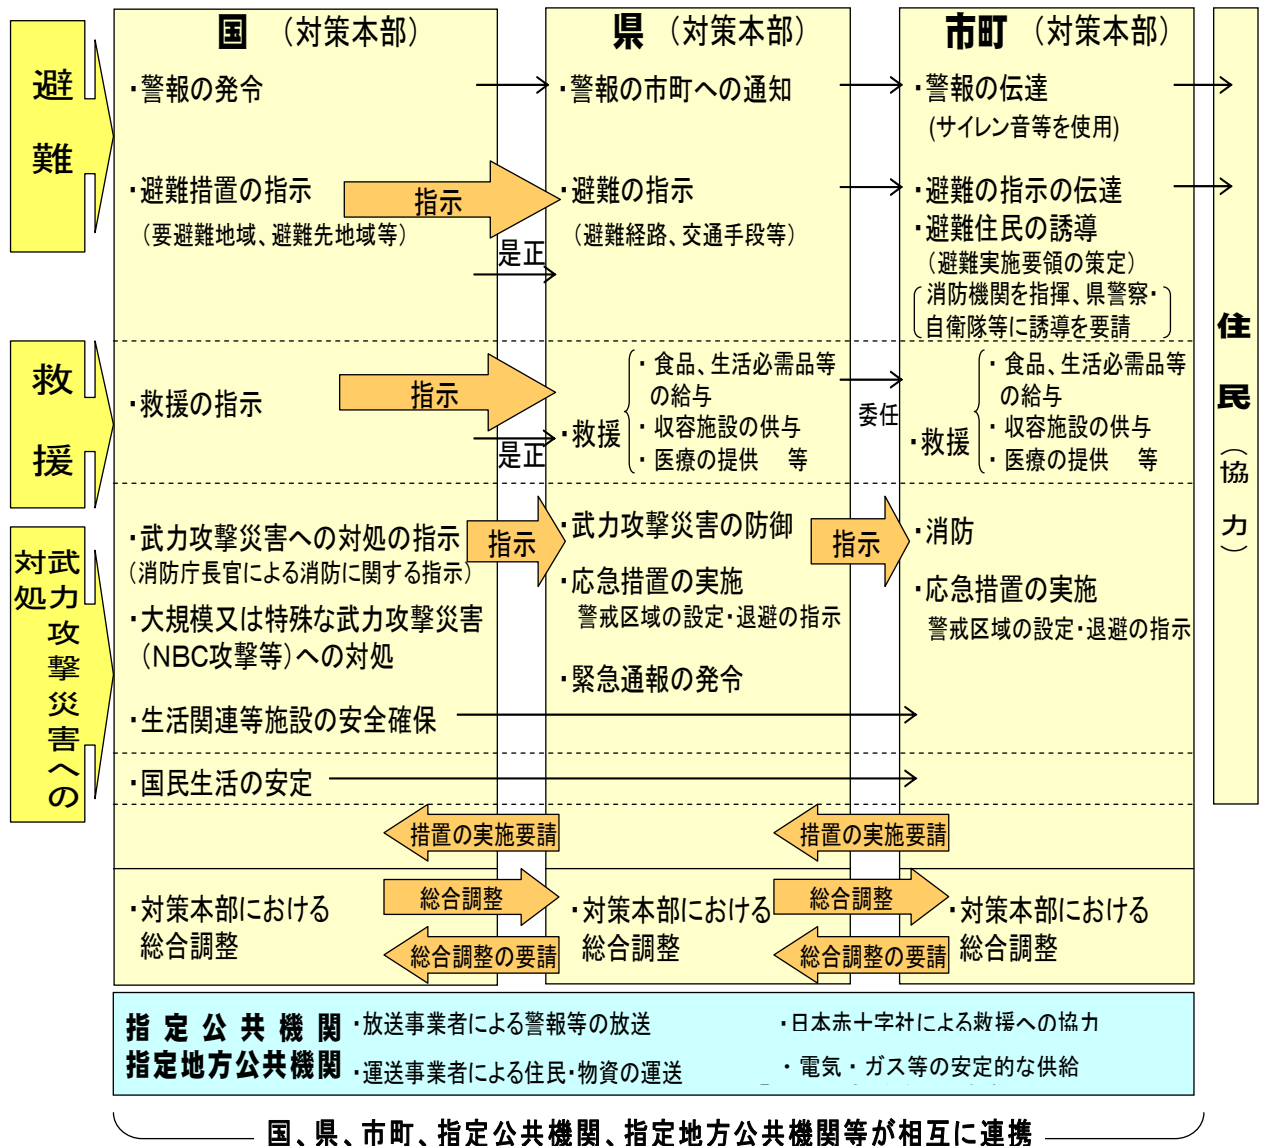 国 （対策本部）
県 （対策本部）
市町 （対策本部）
避難
・警報の発令
・警報の市町への通知
・警報の伝達
(サイレン音等を使用)
・避難措置の指示
（要避難地域、避難先地域等）
指示
是正
・避難の指示
（避難経路、交通手段等）
・避難の指示の伝達
・避難住民の誘導
（避難実施要領の策定）
消防機関を指揮、県警察・
自衛隊等に誘導を要請
住民（協力）
救援
・救援の指示
指示
是正
・救援
・食品、生活必需品等
の給与
・収容施設の供与
・医療の提供 等
委任
・救援
・食品、生活必需品等
の給与
・収容施設の供与
・医療の提供 等
武力攻撃災害への
対処
・武力攻撃災害への対処の指示
（消防庁長官による消防に関する指示）
・大規模又は特殊な武力攻撃災害
（NBC攻撃等）への対処
・生活関連等施設の安全確保
指示
・武力攻撃災害の防御
・応急措置の実施
警戒区域の設定・退避の指示
・緊急通報の発令
指示
・消防
・応急措置の実施
警戒区域の設定・退避の指示
・国民生活の安定
措置の実施要請
措置の実施要請
・対策本部における
総合調整
総合調整
総合調整の要請
・対策本部における
総合調整
総合調整
総合調整の要請
・対策本部における
総合調整
指定公共機関
指定地方公共機関
・放送事業者による警報等の放送
・日本赤十字社による救援への協力
・運送事業者による住民・物資の運送
・電気・ガス等の安定的な供給
国、県、市町、指定公共機関、指定地方公共機関等が相互に連携